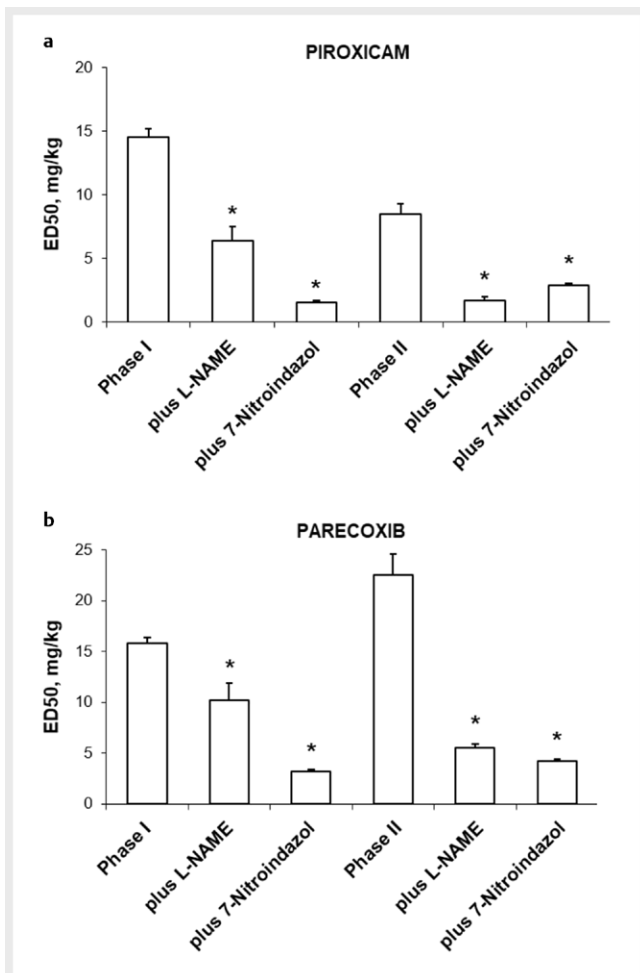 a
PIROXICAM
20
15
10
5
0
ED50, mg/kg
*
*
*
*
Phase I
plus L-NAME
plus 7-Nitroindazol
Phase II
plus L-NAME
plus 7-Nitroindazol
b
PARECOXIB
25
20
15
10
5
0
ED50, mg/kg
*
*
*
*
Phase I
plus L-NAME
plus 7-Nitroindazol
Phase II
plus L-NAME
plus 7-Nitroindazol